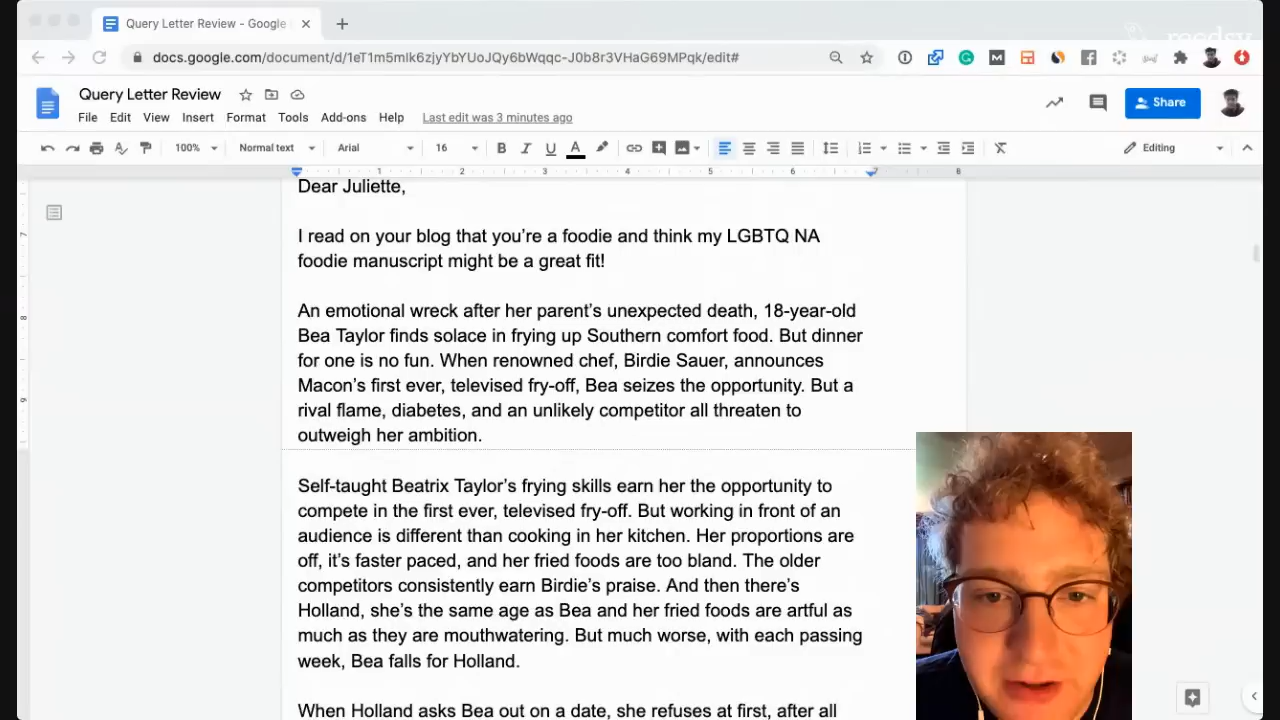 Query Letter Review - Google
reedsy
docs.google.com/document/d/1eT1m5mIk6zjyYbYUoJQy6bWqqc-J0b8r3VHaG69MPqk/edit#
Query Letter Review
Share
File Edit View Insert Format Tools Add-ons Help Last edit was 3 minutes ago
100% Normal text Arial 16 B I U A Editing
1 2 3 4 5 6 7 8
Dear Juliette,
I read on your blog that you're a foodie and think my LGBTQ NA
foodie manuscript might be a great fit!
An emotional wreck after her parent's unexpected death, 18-year-old
Bea Taylor finds solace in frying up Southern comfort food. But dinner
for one is no fun. When renowned chef, Birdie Sauer, announces
Macon's first ever, televised fry-off, Bea seizes the opportunity. But a
rival flame, diabetes, and an unlikely competitor all threaten to
outweigh her ambition.
Self-taught Beatrix Taylor's frying skills earn her the opportunity to
compete in the first ever, televised fry-off. But working in front of an
audience is different than cooking in her kitchen. Her proportions are
off, it's faster paced, and her fried foods are too bland. The older
competitors consistently earn Birdie's praise. And then there's
Holland, she's the same age as Bea and her fried foods are artful as
much as they are mouthwatering. But much worse, with each passing
week, Bea falls for Holland.
When Holland asks Bea out on a date, she refuses at first, after all